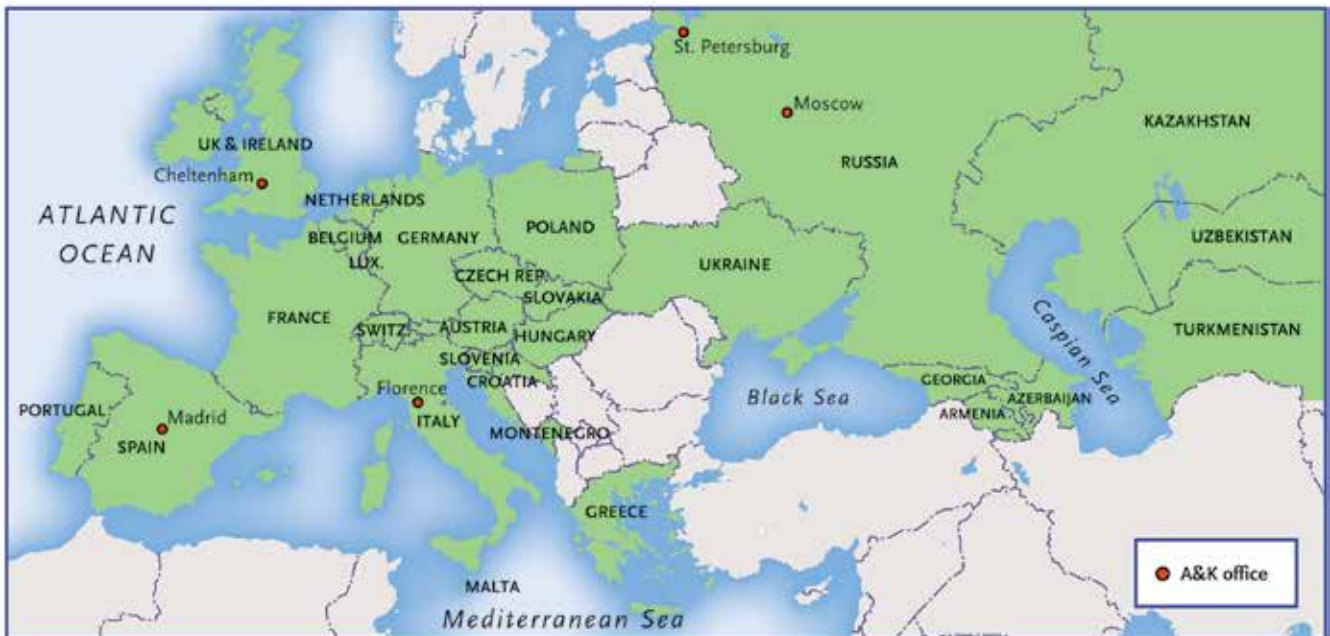 St. Petersburg
Moscow
KAZAKHSTAN
UK & IRELAND
RUSSIA
Cheltenham
NETHERLANDS
ATLANTIC
OCEAN
POLAND
BELGIUM
GERMANY
UZBEKISTAN
LUX.
UKRAINE
CZECH REP.
SLOVAKIA
FRANCE
SWITZ.
AUSTRIA
HUNGARY
TURKMENISTAN
Caspian Sea
SLOVENIA
CROATIA
GEORGIA
Florence
Black Sea
AZERBAIJAN
PORTUGAL
Madrid
ITALY
ARMENIA
SPAIN
MONTENEGRO
GREECE
A&K office
MALTA
Mediterranean Sea